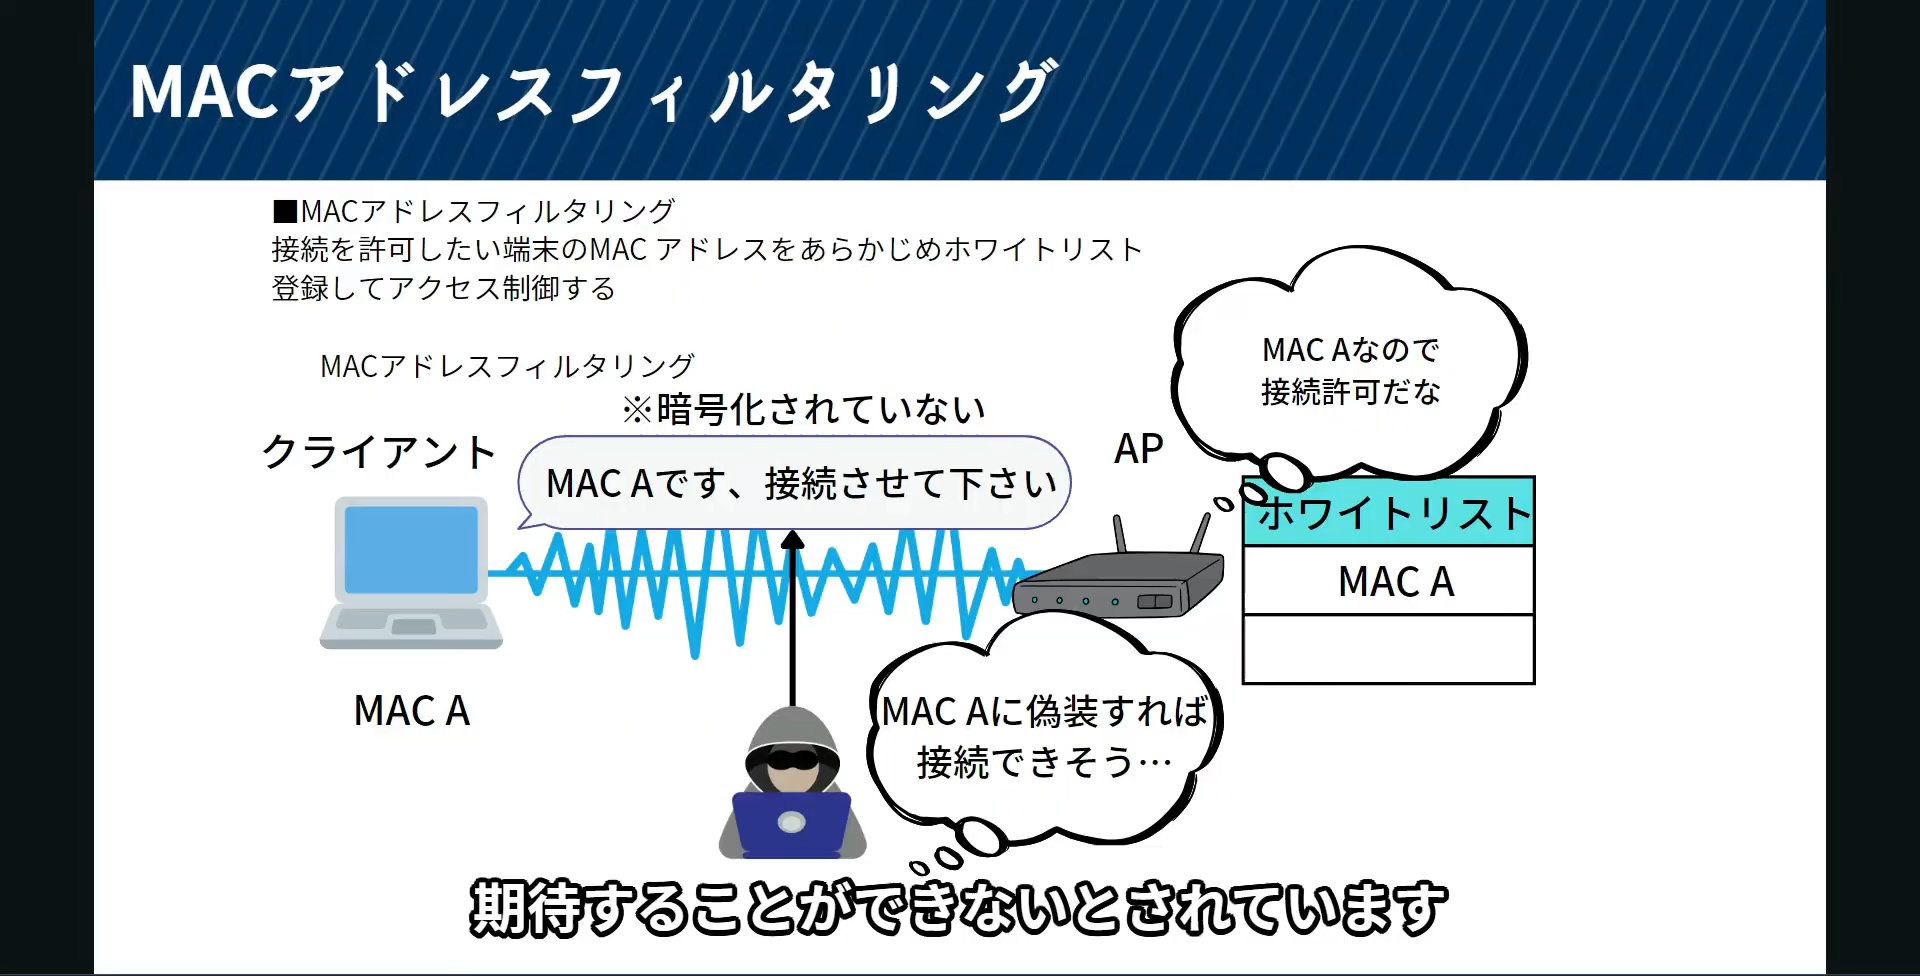 MACアドレスフィルタリング
■MACアドレスフィルタリング
接続を許可したい端末のMAC アドレスをあらかじめホワイトリスト
登録してアクセス制御する
MACアドレスフィルタリング
※暗号化されていない
クライアント
MAC Aです、接続させて下さい
AP
MAC Aなので
接続許可だな
ホワイトリスト
MAC A
MAC A
MAC Aに偽装すれば
接続できそう…
期待することができないとされています